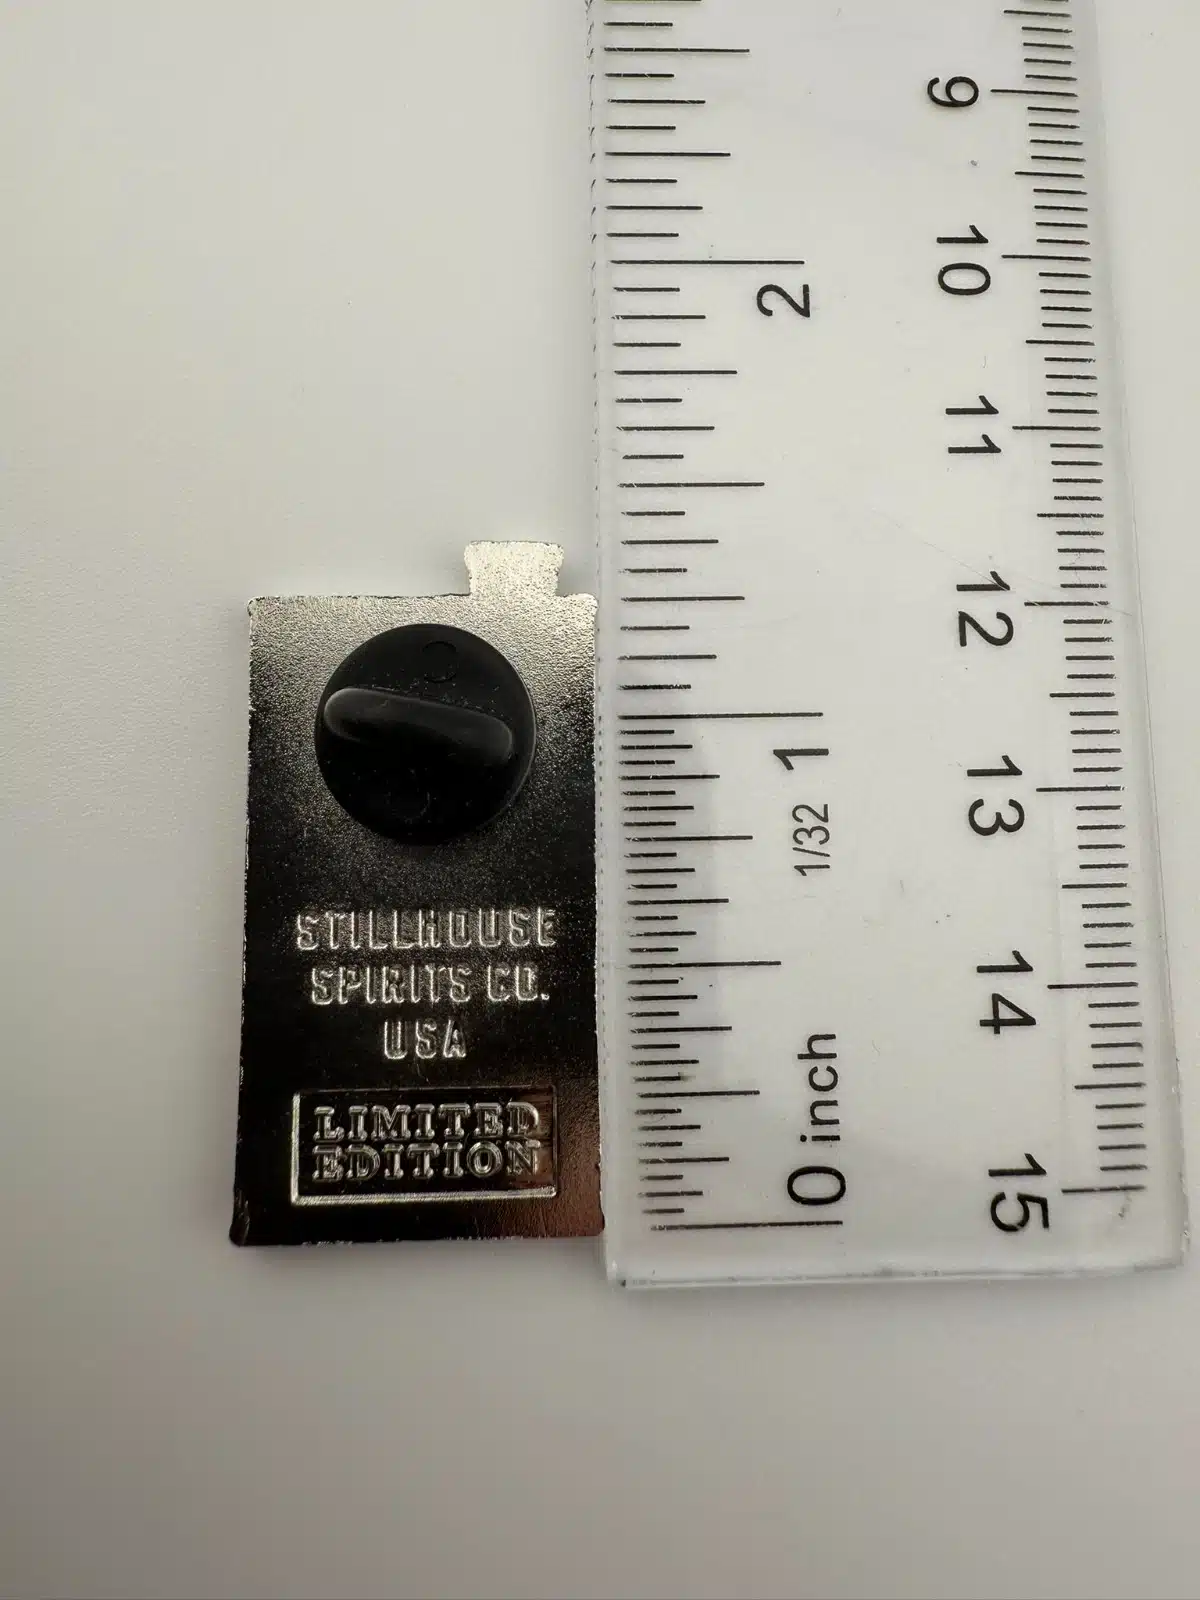 STILLHOUSE
SPIRITS CO.
USA
LIMITED
EDITION
2
1
1/32
0 inch
9
10
11
12
13
14
15